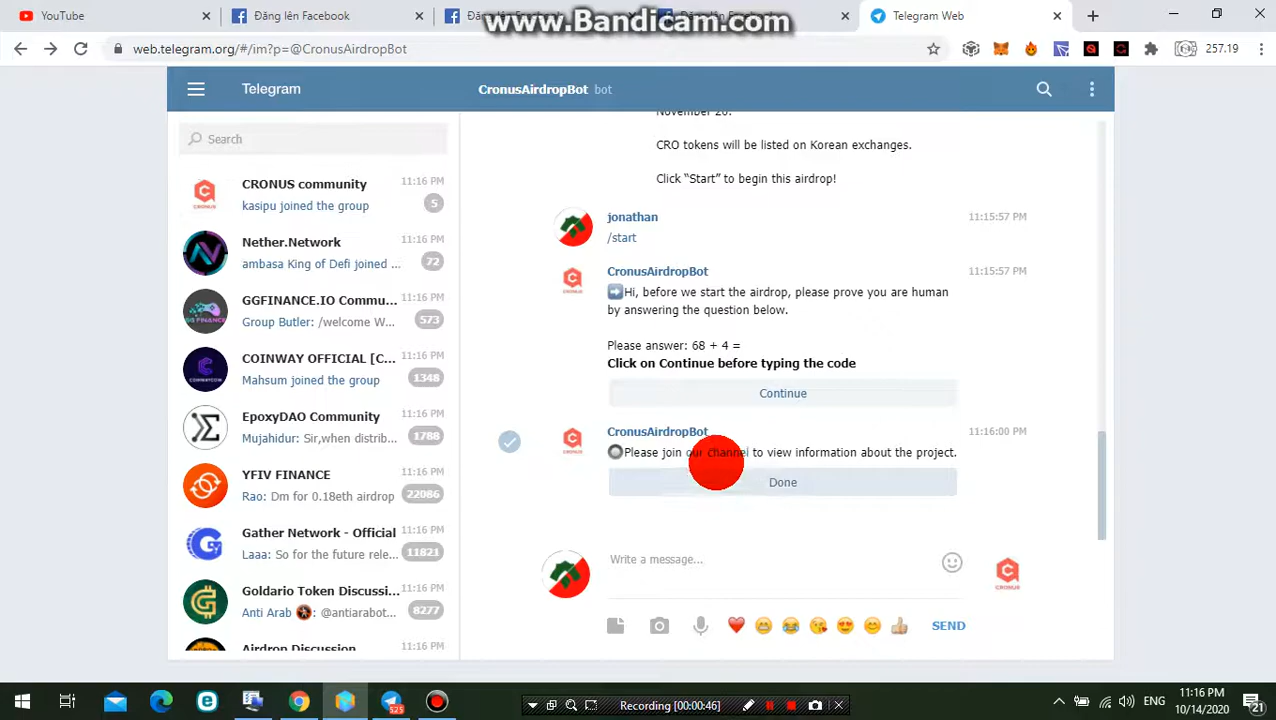 www.Bandicam.com
YouTube
Đăng lên Facebook
Telegram Web
web.telegram.org/#/im?p=@CronusAirdropBot
257.19
Telegram
CronusAirdropBot bot
Search
CRONUS community 11:16 PM
kasipu joined the group 5
Nether.Network 11:16 PM
ambasa King of Defi joined ... 72
GGFINANCE.IO Commu... 11:16 PM
Group Butler: /welcome W... 573
COINWAY OFFICIAL [C... 11:16 PM
Mahsum joined the group 1348
EpoxyDAO Community 11:16 PM
Mujahidur: Sir,when distrib... 1788
YFIV FINANCE 11:16 PM
Rao: Dm for 0.18eth airdrop 22086
Gather Network - Official 11:16 PM
Laaa: So for the future rele... 11821
Goldario Token Discussi... 11:16 PM
Anti Arab : @antiarabot... 8277
Airdrop Discussion 11:16 PM
November 20.
CRO tokens will be listed on Korean exchanges.
Click “Start” to begin this airdrop!
jonathan 11:15:57 PM
/start
CronusAirdropBot 11:15:57 PM
Hi, before we start the airdrop, please prove you are human
by answering the question below.
Please answer: 68 + 4 =
Click on Continue before typing the code
Continue
CronusAirdropBot 11:16:00 PM
Please join our channel to view information about the project.
Done
Write a message...
SEND
CRONUS
525
Recording [00:00:46]
ENG
11:16 PM
10/14/2020
21